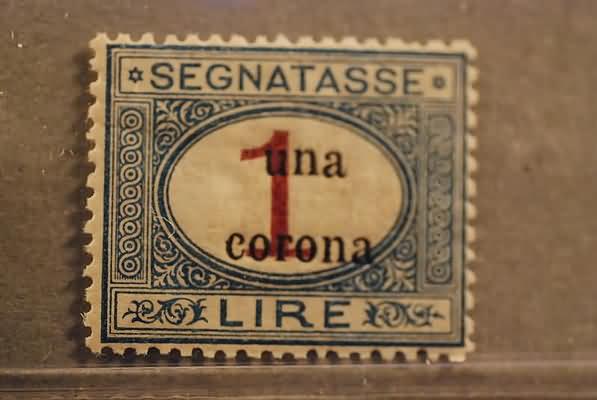 SEGNATASSE
1
una
corona
LIRE